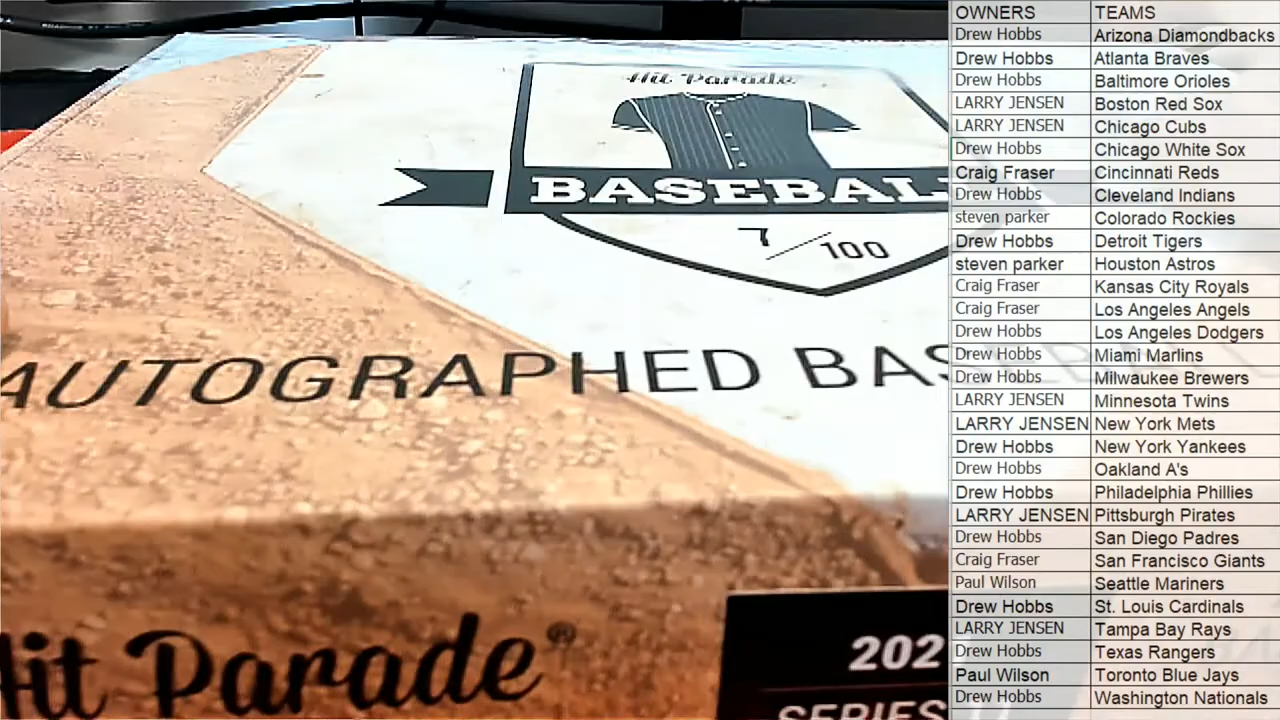 Hit Parade
BASEBAL
7/100
AUTOGRAPHED BASEBALL
Hit Parade®
202
SERIES
OWNERS TEAMS
Drew Hobbs Arizona Diamondbacks
Drew Hobbs Atlanta Braves
Drew Hobbs Baltimore Orioles
LARRY JENSEN Boston Red Sox
LARRY JENSEN Chicago Cubs
Drew Hobbs Chicago White Sox
Craig Fraser Cincinnati Reds
Drew Hobbs Cleveland Indians
steven parker Colorado Rockies
Drew Hobbs Detroit Tigers
steven parker Houston Astros
Craig Fraser Kansas City Royals
Craig Fraser Los Angeles Angels
Drew Hobbs Los Angeles Dodgers
Drew Hobbs Miami Marlins
Drew Hobbs Milwaukee Brewers
LARRY JENSEN Minnesota Twins
LARRY JENSEN New York Mets
Drew Hobbs New York Yankees
Drew Hobbs Oakland A's
Drew Hobbs Philadelphia Phillies
LARRY JENSEN Pittsburgh Pirates
Drew Hobbs San Diego Padres
Craig Fraser San Francisco Giants
Paul Wilson Seattle Mariners
Drew Hobbs St. Louis Cardinals
LARRY JENSEN Tampa Bay Rays
Drew Hobbs Texas Rangers
Paul Wilson Toronto Blue Jays
Drew Hobbs Washington Nationals